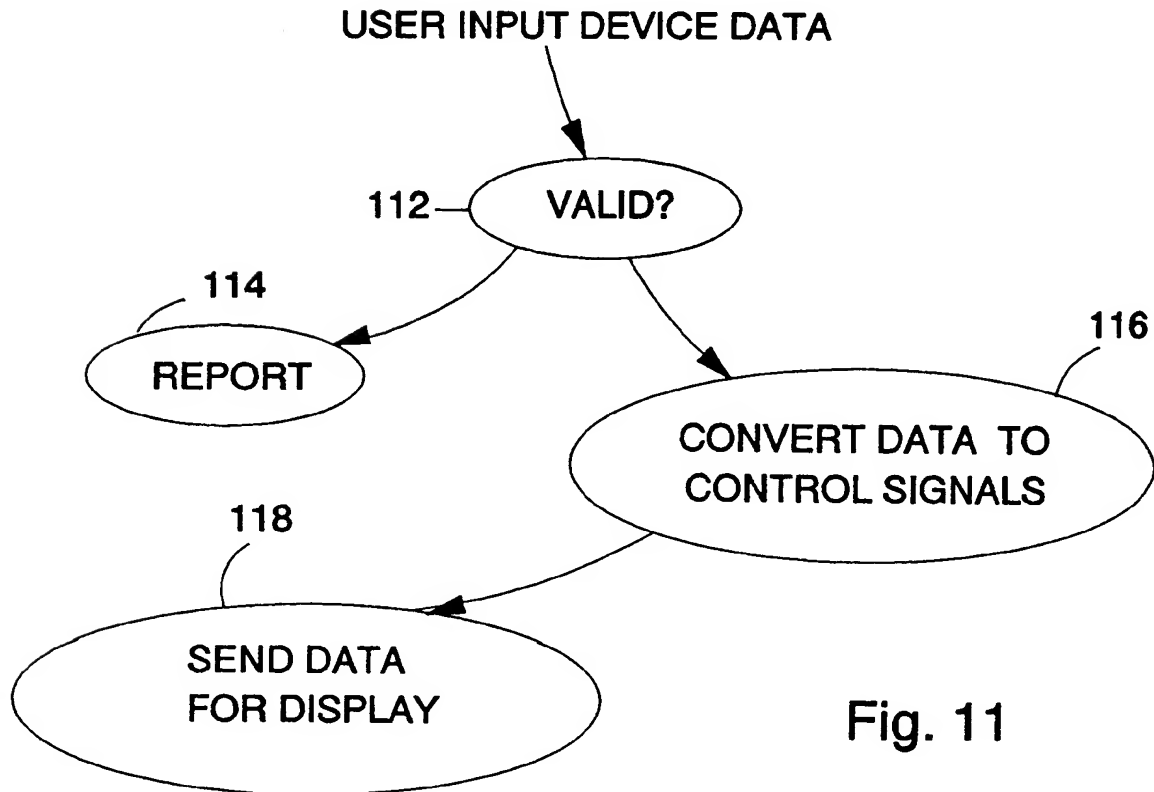 USER INPUT DEVICE DATA
112
VALID?
114
REPORT
116
CONVERT DATA TO
CONTROL SIGNALS
118
SEND DATA
FOR DISPLAY
Fig. 11